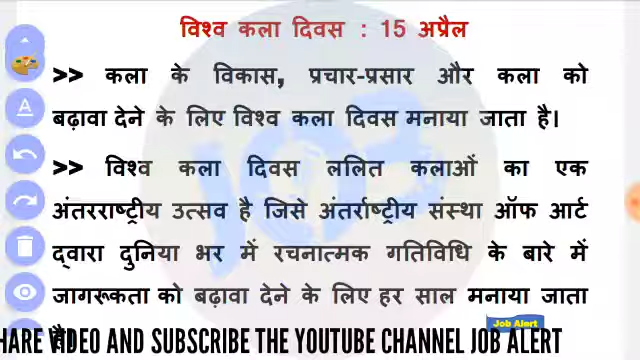 विश्व कला दिवस : 15 अप्रैल
>> कला के विकास, प्रचार-प्रसार और कला को
बढ़ावा देने के लिए विश्व कला दिवस मनाया जाता है।
>> विश्व कला दिवस ललित कलाओं का एक
अंतरराष्ट्रीय उत्सव है जिसे अंतर्राष्ट्रीय संस्था ऑफ आर्ट
द्वारा दुनिया भर में रचनात्मक गतिविधि के बारे में
जागरूकता को बढ़ावा देने के लिए हर साल मनाया जाता
Job Alert
HARE VIDEO AND SUBSCRIBE THE YOUTUBE CHANNEL JOB ALERT
JOB